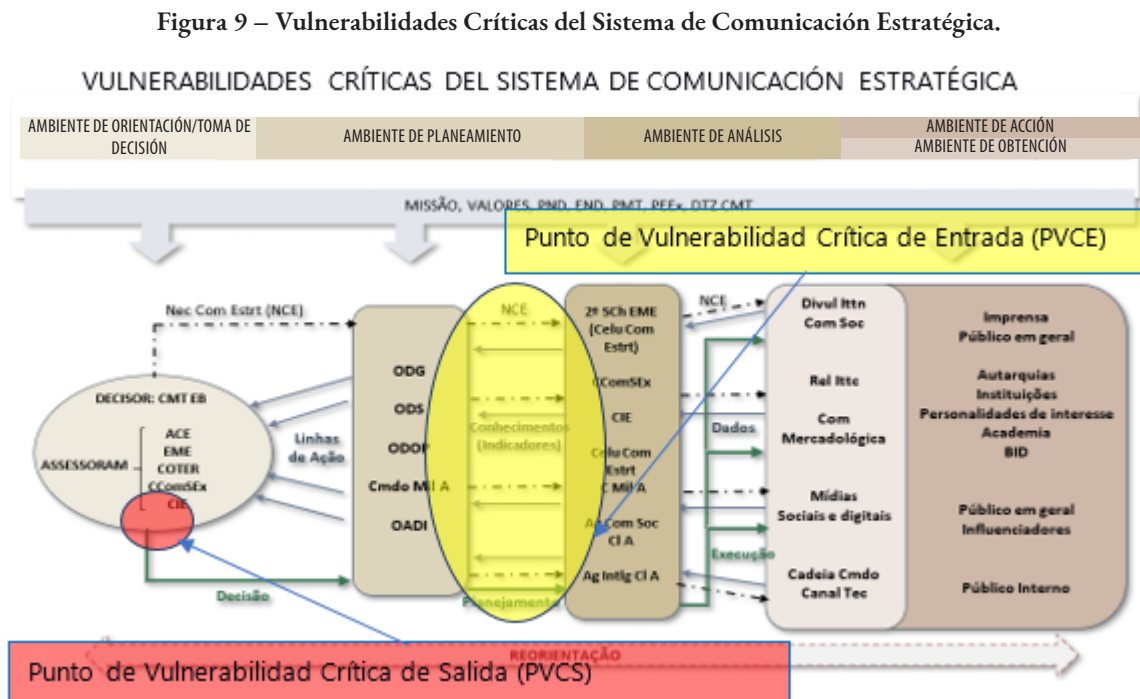 Figura 9 – Vulnerabilidades Críticas del Sistema de Comunicación Estratégica.
VULNERABILIDADES CRÍTICAS DEL SISTEMA DE COMUNICACIÓN ESTRATÉGICA
AMBIENTE DE ORIENTACIÓN/TOMA DE
DECISIÓN
AMBIENTE DE PLANEAMIENTO
AMBIENTE DE ANÁLISIS
AMBIENTE DE ACCIÓN
AMBIENTE DE OBTENCIÓN
MISSÃO, VALORES, PND, END, PMT, PEEx, DTZ CMT
Punto de Vulnerabilidad Crítica de Entrada (PVCE)
Nec Com Estrt (NCE)
DECISOR: CMT EB
ASSESSORAM
ACE
EME
COTER
CComSEx
CIE
Decisão
Linhas
de Ação
ODG
ODS
ODOP
Cmdo Mil A
OADI
NCE
Conhecimentos
(Indicadores)
Planejamento
2ª SCh EME
(Celu Com
Estrt)
CComSEx
CIE
Celu Com
Estrt
C Mil A
Ag Com Soc
Cl A
Ag Intlg Cl A
NCE
Dados
Execução
Divul Ittn
Com Soc
Rel Ittc
Com
Mercadológica
Mídias
Sociais e digitais
Cadeia Cmdo
Canal Tec
Imprensa
Público em geral
Autarquias
Instituições
Personalidades de interesse
Academia
BID
Público em geral
Influenciadores
Público Interno
REORIENTAÇÃO
Punto de Vulnerabilidad Crítica de Salida (PVCS)